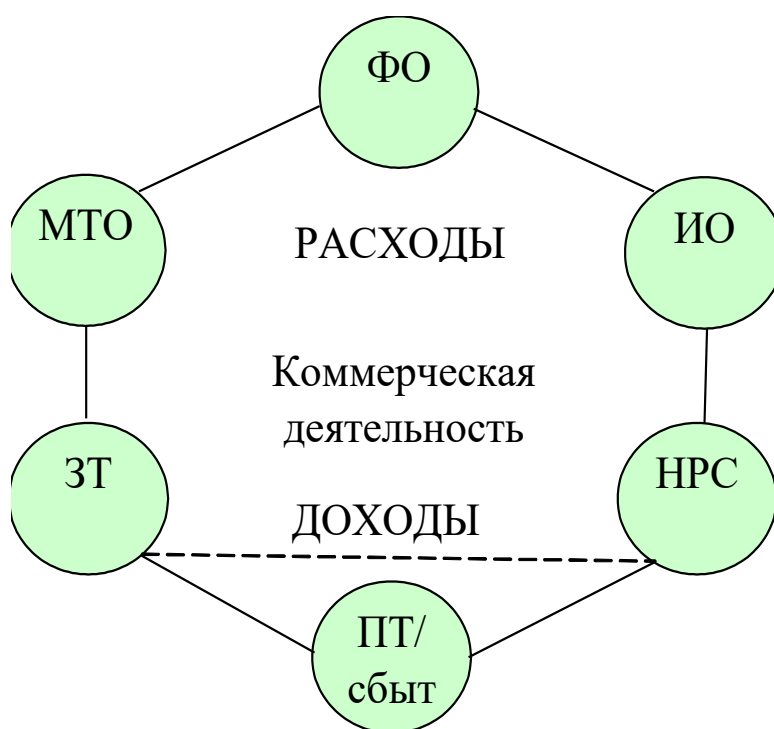 ФО
МТО
ИО
РАСХОДЫ
Коммерческая
деятельность
ЗТ
НРС
ДОХОДЫ
ПТ/
сбыт